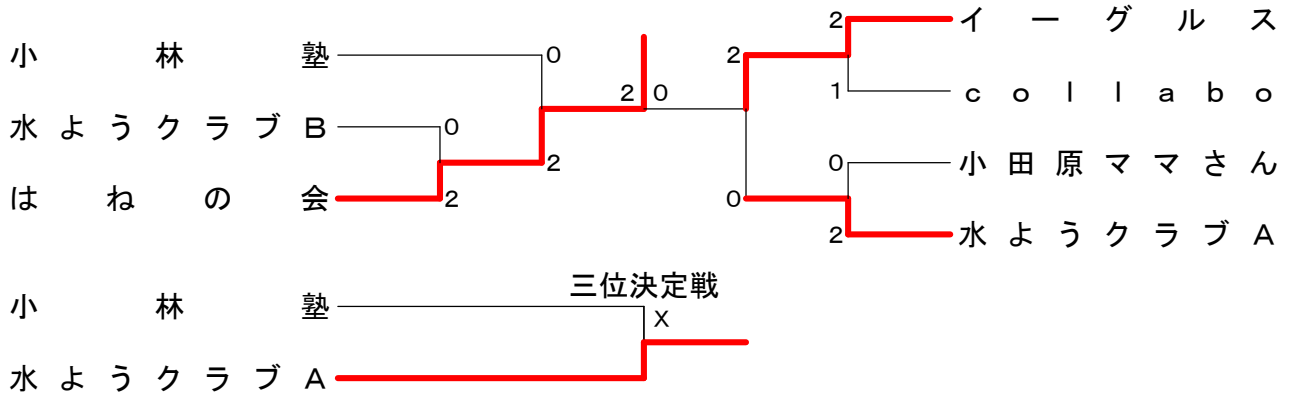 小林塾
水ようクラブB
はねの会
0
0
2
2
2 0
2
0
2
1
0
2
イーグルス
collabo
小田原ママさん
水ようクラブA
三位決定戦
小林塾
水ようクラブA
X